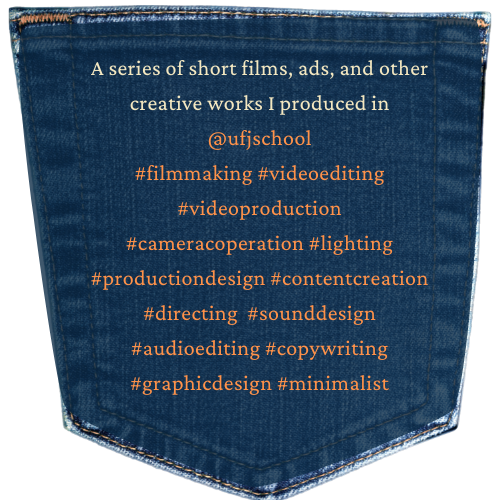 A series of short films, ads, and other
creative works I produced in
@ufjschool
#filmmaking #videoediting
#videoproduction
#cameracoperation #lighting
#productiondesign #contentcreation
#directing #sounddesign
#audioediting #copywriting
#graphicdesign #minimalist